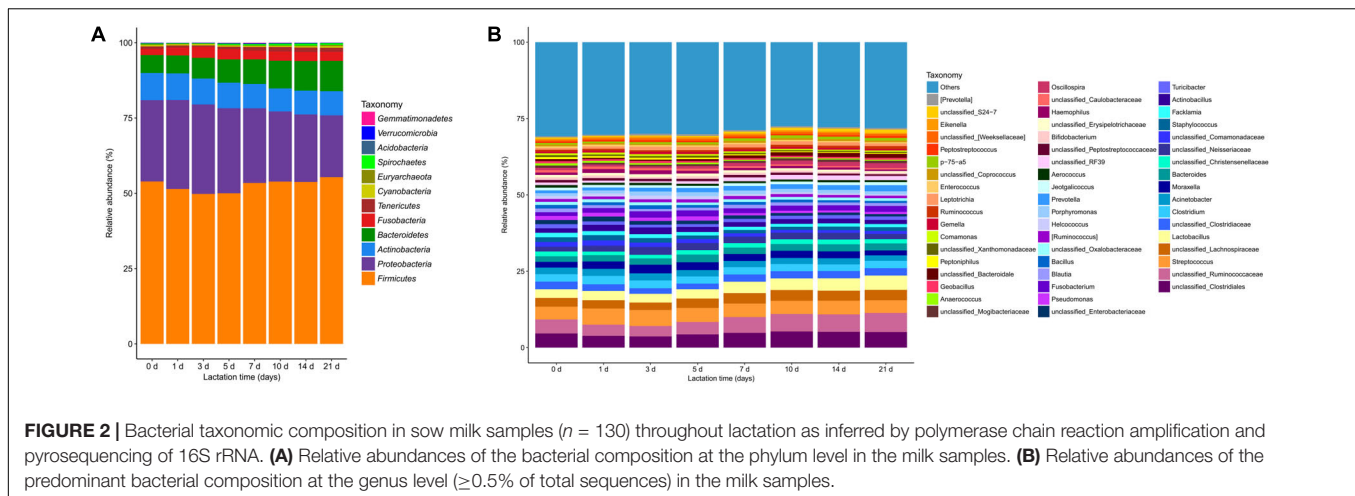 A
100
75
50
25
0
Relative abundance (%)
0 d 1 d 3 d 5 d 7 d 10 d 14 d 21 d
Lactation time (days)
Taxonomy
Gemmatimonadetes
Verrucomicrobia
Acidobacteria
Spirochaetes
Euryarchaeota
Cyanobacteria
Tenericutes
Fusobacteria
Bacteroidetes
Actinobacteria
Proteobacteria
Firmicutes
B
100
75
50
25
0
Relative abundance (%)
0 d 1 d 3 d 5 d 7 d 10 d 14 d 21 d
Lactation time (days)
Taxonomy
Others
[Prevotella]
unclassified_S24-7
Eikenella
unclassified_[Weeksellaceae]
Peptostreptococcus
p-75-a5
unclassified_Coprococcus
Enterococcus
Leptotrichia
Ruminococcus
Gemella
Comamonas
unclassified_Xanthomonadaceae
Peptoniphilus
unclassified_Bacteroidale
Geobacillus
Anaerococcus
unclassified_Mogibacteriaceae
Oscillospira
unclassified_Caulobacteraceae
Haemophilus
unclassified_Erysipelotrichaceae
Bifidobacterium
unclassified_Peptostreptococcaceae
unclassified_RF39
Aerococcus
Jeotgalicoccus
Prevotella
Porphyromonas
Helcococcus
[Ruminococcus]
unclassified_Oxalobacteraceae
Bacillus
Blautia
Fusobacterium
Pseudomonas
unclassified_Enterobacteriaceae
Turicibacter
Actinobacillus
Facklamia
Staphylococcus
unclassified_Comamonadaceae
unclassified_Neisseriaceae
unclassified_Christensenellaceae
Bacteroides
Moraxella
Acinetobacter
Clostridium
unclassified_Clostridiaceae
Lactobacillus
unclassified_Lachnospiraceae
Streptococcus
unclassified_Ruminococcaceae
unclassified_Clostridiales
FIGURE 2 | Bacterial taxonomic composition in sow milk samples (n = 130) throughout lactation as inferred by polymerase chain reaction amplification and
pyrosequencing of 16S rRNA. (A) Relative abundances of the bacterial composition at the phylum level in the milk samples. (B) Relative abundances of the
predominant bacterial composition at the genus level (≥0.5% of total sequences) in the milk samples.